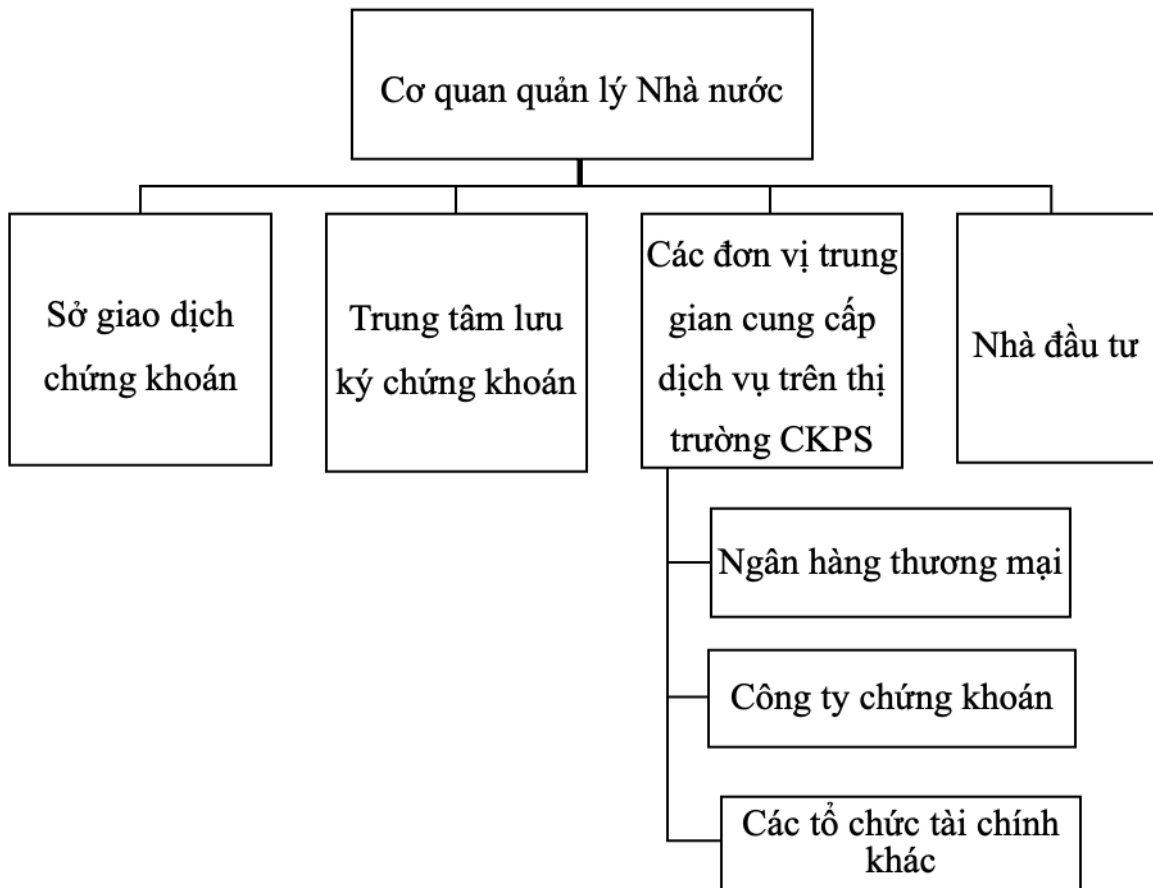 Cơ quan quản lý Nhà nước
Sở giao dịch
chứng khoán
Trung tâm lưu
ký chứng khoán
Các đơn vị trung
gian cung cấp
dịch vụ trên thị
trường CKPS
Nhà đầu tư
Ngân hàng thương mại
Công ty chứng khoán
Các tổ chức tài chính
khác